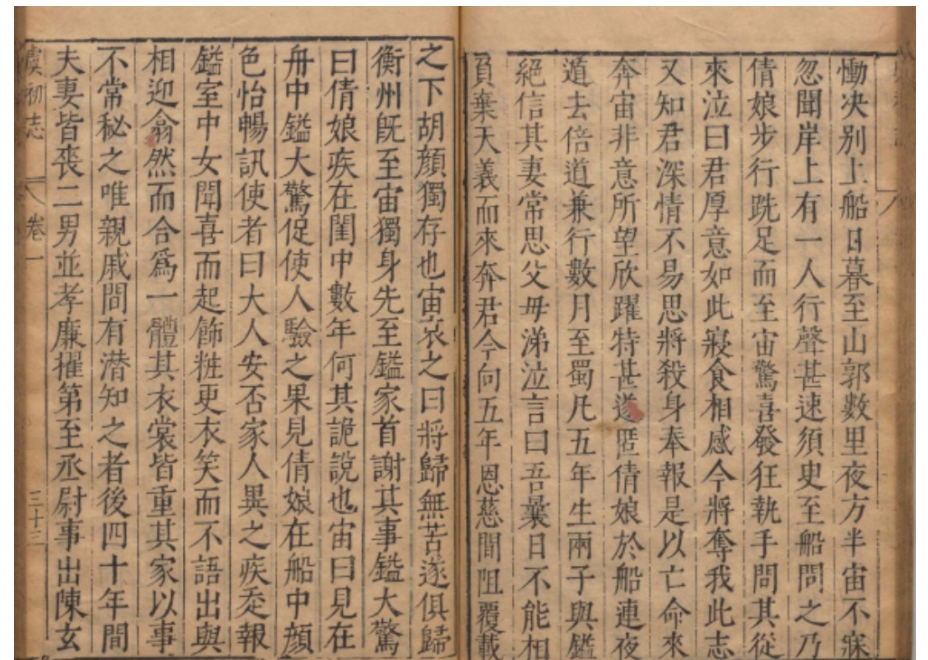 慟决别上船日暮至山郭數里夜方半宙不寐
忽聞岸上有一人行聲甚速須史至船問之乃
倩娘步行跣足而至宙驚喜發狂執手問其從
來泣曰君厚意如此寢食相感今將奪我此志
又知君深情不易思將殺身奉報是以亡命來
奔宙非意所望欣躍特甚遂匿倩娘於船連夜
道去倍道兼行數月至蜀凡五年生兩子與鎰
絶信其妻常思父母涕泣言曰吾曩日不能相
負棄大義而來奔君今向五年恩慈間阻覆載
之下胡顔獨存也宙哀之曰將歸無苦遂俱歸
衡州旣至宙獨身先至鎰家首謝其事鎰大驚
曰倩娘疾在閨中數年何其詭說也宙曰見在
舟中鎰大驚促使人驗之果見倩娘在船中顔
色怡暢訊使者曰大人安否家人異之疾走報
鎰室中女聞喜而起飾粧更衣笑而不語出與
相迎翕然而合爲一體其衣裳皆重其家以事
不常秘之唯親戚間有潜知之者後四十年間
夫妻皆喪二男並孝廉擢第至丞尉事出陳玄
虞初志
卷一
三十三